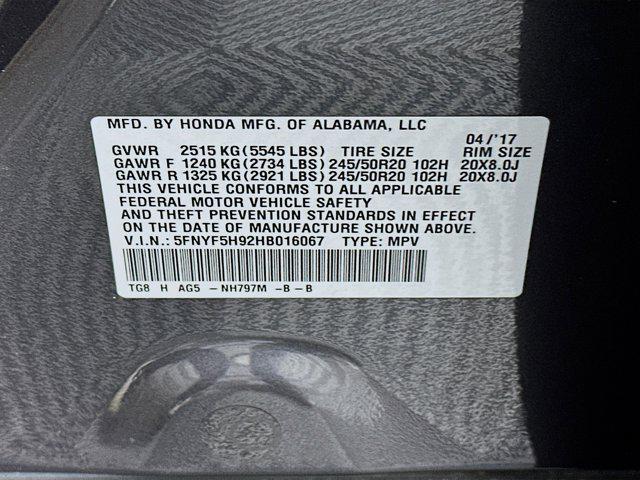 MFD. BY HONDA MFG. OF ALABAMA, LLC
04/'17
GVWR 2515 KG (5545 LBS) TIRE SIZE RIM SIZE
GAWR F 1240 KG (2734 LBS) 245/50R20 102H 20X8.0J
GAWR R 1325 KG (2921 LBS) 245/50R20 102H 20X8.0J
THIS VEHICLE CONFORMS TO ALL APPLICABLE
FEDERAL MOTOR VEHICLE SAFETY
AND THEFT PREVENTION STANDARDS IN EFFECT
ON THE DATE OF MANUFACTURE SHOWN ABOVE.
V.I.N.: 5FNYF5H92HB016067 TYPE: MPV
TG8 H AG5 -NH797M -B -B